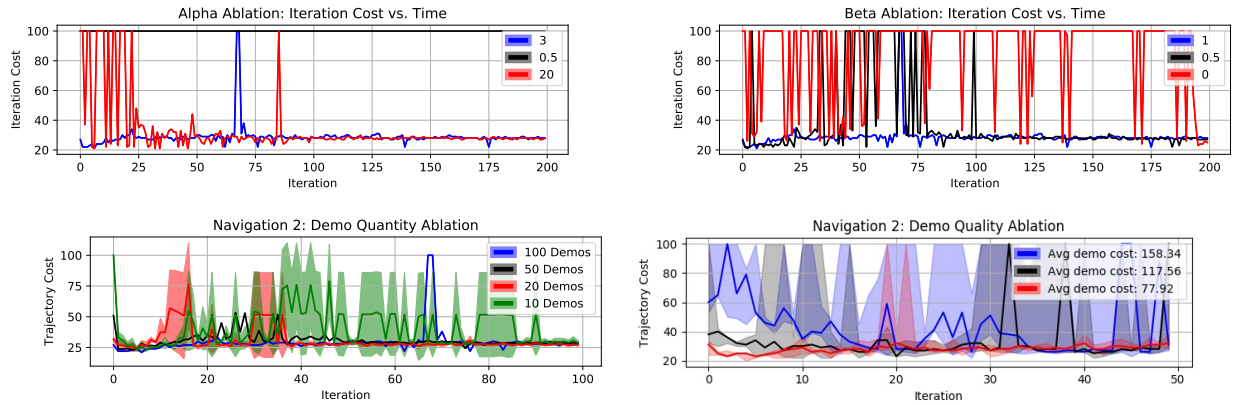 Alpha Ablation: Iteration Cost vs. Time
Iteration Cost
100
80
60
40
20
3
0.5
20
0 25 50 75 100 125 150 175 200
Iteration
Beta Ablation: Iteration Cost vs. Time
Iteration Cost
100
80
60
40
20
1
0.5
0
0 25 50 75 100 125 150 175 200
Iteration
Navigation 2: Demo Quantity Ablation
Trajectory Cost
100
75
50
25
100 Demos
50 Demos
20 Demos
10 Demos
0 20 40 60 80 100
Iteration
Navigation 2: Demo Quality Ablation
Trajectory Cost
100
80
60
40
20
Avg demo cost: 158.34
Avg demo cost: 117.56
Avg demo cost: 77.92
0 10 20 30 40 50
Iteration